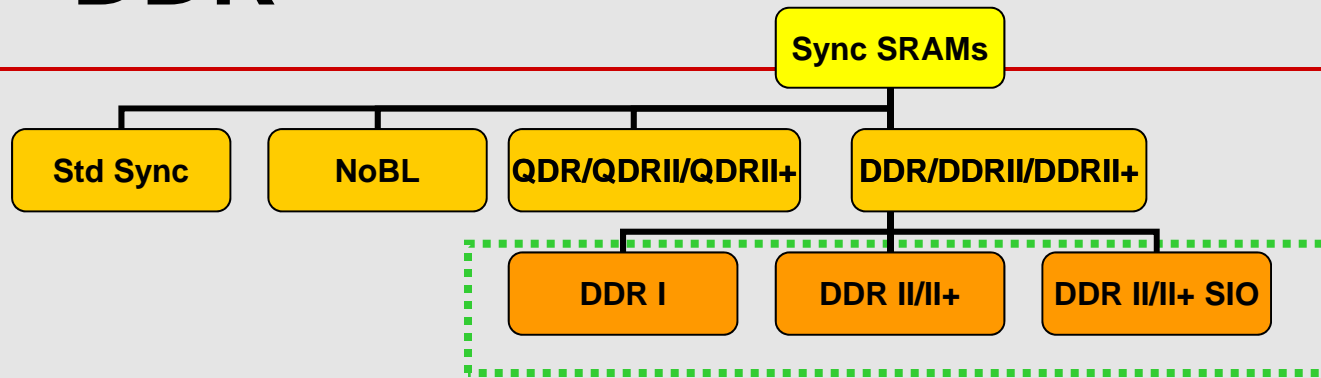 DDR
Sync SRAMs
Std Sync
NoBL
QDR/QDRII/QDRII+
DDR/DDRII/DDRII+
DDR I
DDR II/II+
DDR II/II+ SIO